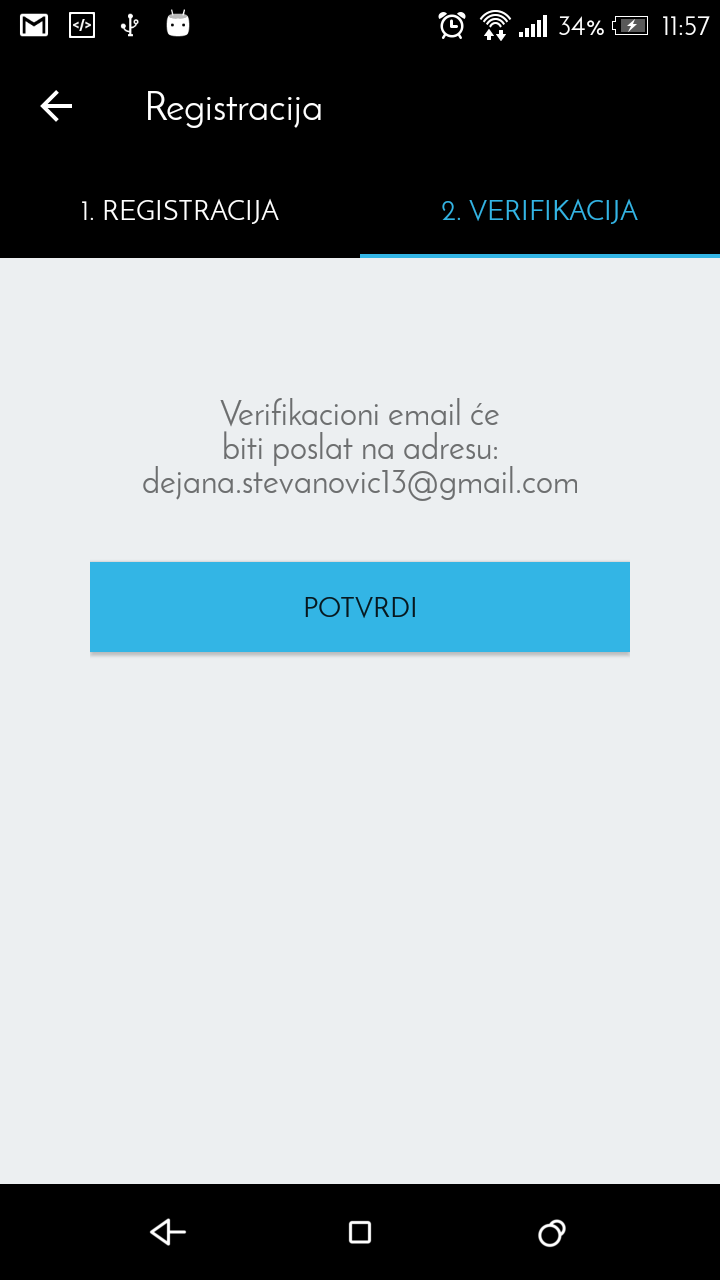 34% 11:57
Registracija
1. REGISTRACIJA 2. VERIFIKACIJA
Verifikacioni email će
biti poslat na adresu:
dejana.stevanovic13@gmail.com
POTVRDI